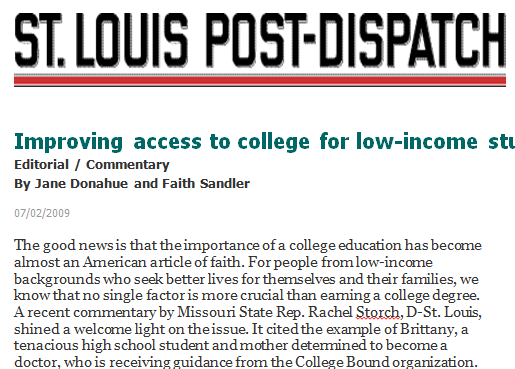 ST. LOUIS POST-DISPATCH
Improving access to college for low-income stu
Editorial / Commentary
By Jane Donahue and Faith Sandler
07/02/2009
The good news is that the importance of a college education has become
almost an American article of faith. For people from low-income
backgrounds who seek better lives for themselves and their families, we
know that no single factor is more crucial than earning a college degree.
A recent commentary by Missouri State Rep. Rachel Storch, D-St. Louis,
shined a welcome light on the issue. It cited the example of Brittany, a
tenacious high school student and mother determined to become a
doctor, who is receiving guidance from the College Bound organization.